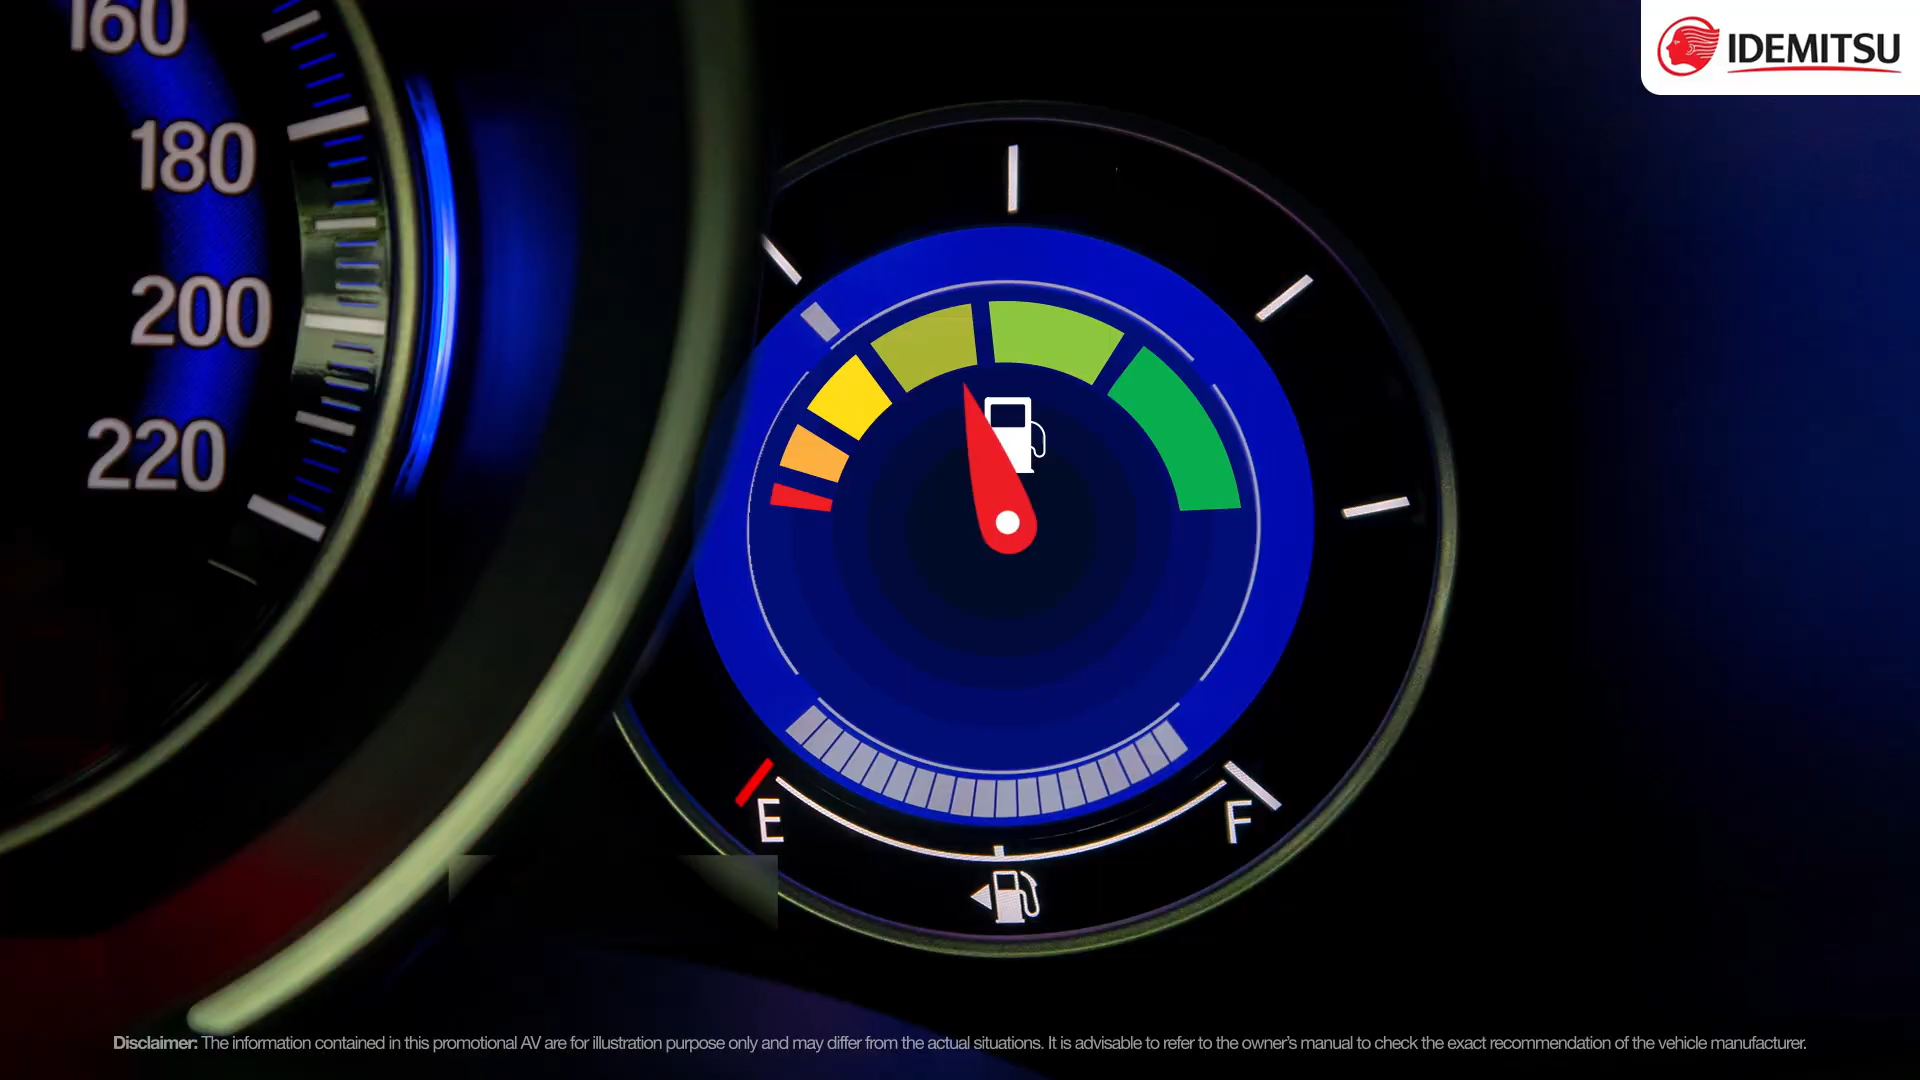 IDEMITSU
160
180
200
220
E
F
Disclaimer: The information contained in this promotional AV are for illustration purpose only and may differ from the actual situations. It is advisable to refer to the owner's manual to check the exact recommendation of the vehicle manufacturer.